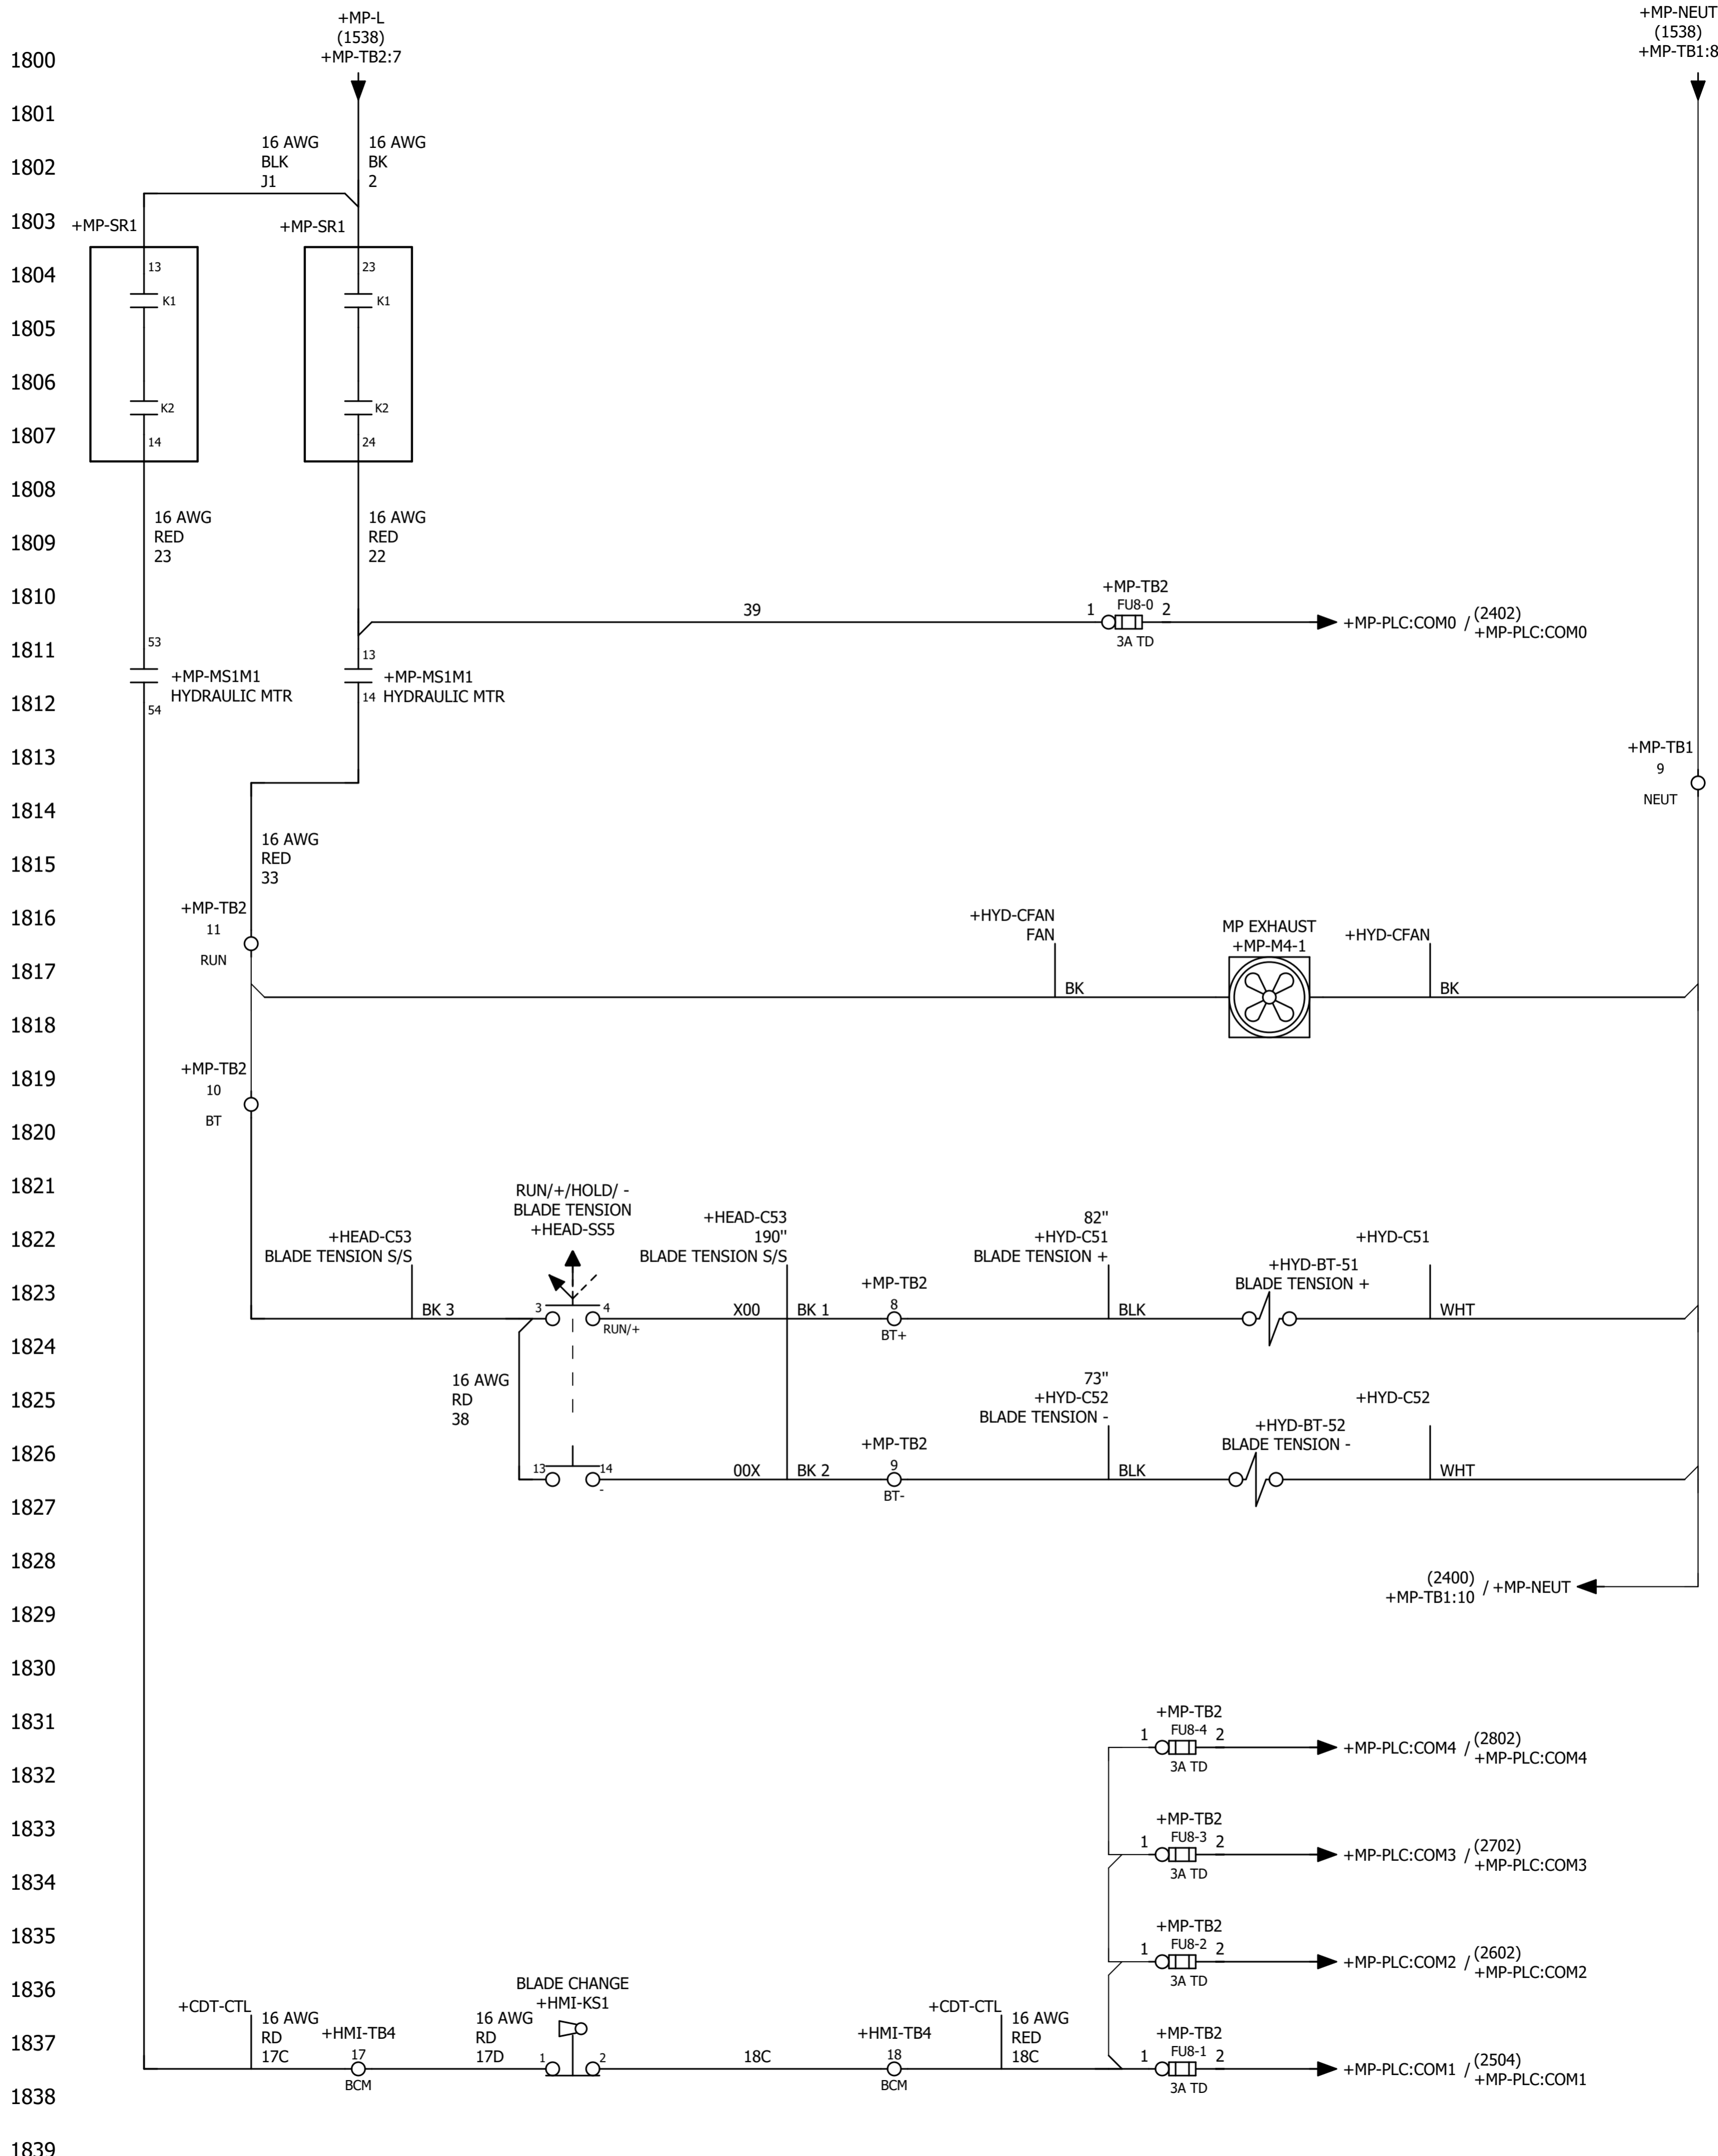 +MP-L
(1538)
+MP-TB2:7
+MP-NEUT
(1538)
+MP-TB1:8
1800
1801
16 AWG
BLK
J1
16 AWG
BK
2
1802
1803
+MP-SR1
+MP-SR1
1804
13
K1
23
K1
1805
1806
K2
K2
1807
14
24
1808
16 AWG
RED
23
16 AWG
RED
22
1809
1810
39
+MP-TB2
1
FU8-0
2
3A TD
+MP-PLC:COM0 /
(2402)
+MP-PLC:COM0
1811
53
+MP-MS1M1
HYDRAULIC MTR
54
13
+MP-MS1M1
14 HYDRAULIC MTR
1812
1813
+MP-TB1
9
NEUT
1814
16 AWG
RED
33
1815
1816
+MP-TB2
11
RUN
+HYD-CFAN
FAN
BK
MP EXHAUST
+MP-M4-1
+HYD-CFAN
BK
1817
1818
1819
+MP-TB2
10
BT
1820
1821
1822
+HEAD-C53
BLADE TENSION S/S
BK 3
RUN/+/HOLD/ -
BLADE TENSION
+HEAD-SS5
3
4
RUN/+
+HEAD-C53
190"
BLADE TENSION S/S
X00
BK 1
+MP-TB2
8
BT+
82"
+HYD-C51
BLADE TENSION +
BLK
+HYD-BT-51
BLADE TENSION +
+HYD-C51
WHT
1823
1824
16 AWG
RD
38
1825
1826
13
14
-
00X
BK 2
+MP-TB2
9
BT-
73"
+HYD-C52
BLADE TENSION -
BLK
+HYD-BT-52
BLADE TENSION -
+HYD-C52
WHT
1827
1828
(2400)
+MP-TB1:10
/ +MP-NEUT
1829
1830
1831
+MP-TB2
1
FU8-4
2
3A TD
+MP-PLC:COM4 /
(2802)
+MP-PLC:COM4
1832
1833
+MP-TB2
1
FU8-3
2
3A TD
+MP-PLC:COM3 /
(2702)
+MP-PLC:COM3
1834
1835
+MP-TB2
1
FU8-2
2
3A TD
+MP-PLC:COM2 /
(2602)
+MP-PLC:COM2
1836
+CDT-CTL
16 AWG
RD
17C
+HMI-TB4
17
BCM
16 AWG
RD
17D
BLADE CHANGE
+HMI-KS1
1
2
18C
+HMI-TB4
18
BCM
+CDT-CTL
16 AWG
RED
18C
1837
+MP-TB2
1
FU8-1
2
3A TD
+MP-PLC:COM1 /
(2504)
+MP-PLC:COM1
1838
1839